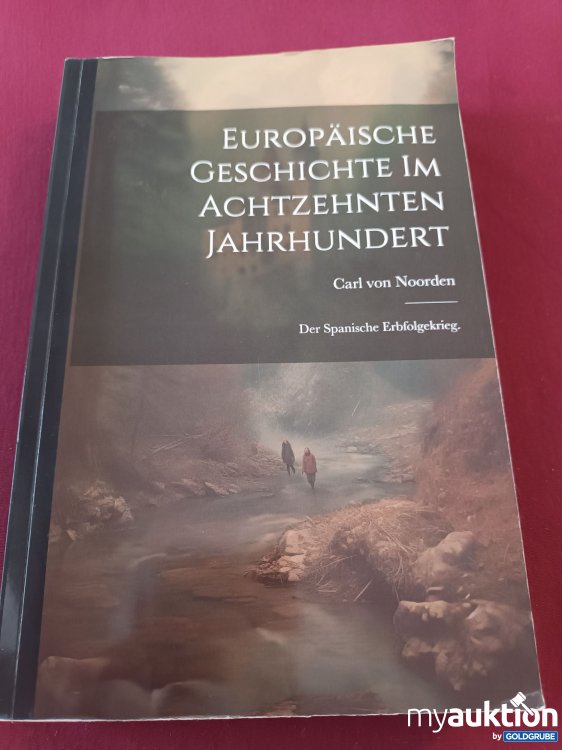 Europäische
Geschichte Im
Achtzehnten
Jahrhundert
Carl von Noorden
Der Spanische Erbfolgekrieg.
myauktion
by GOLDGRUBE